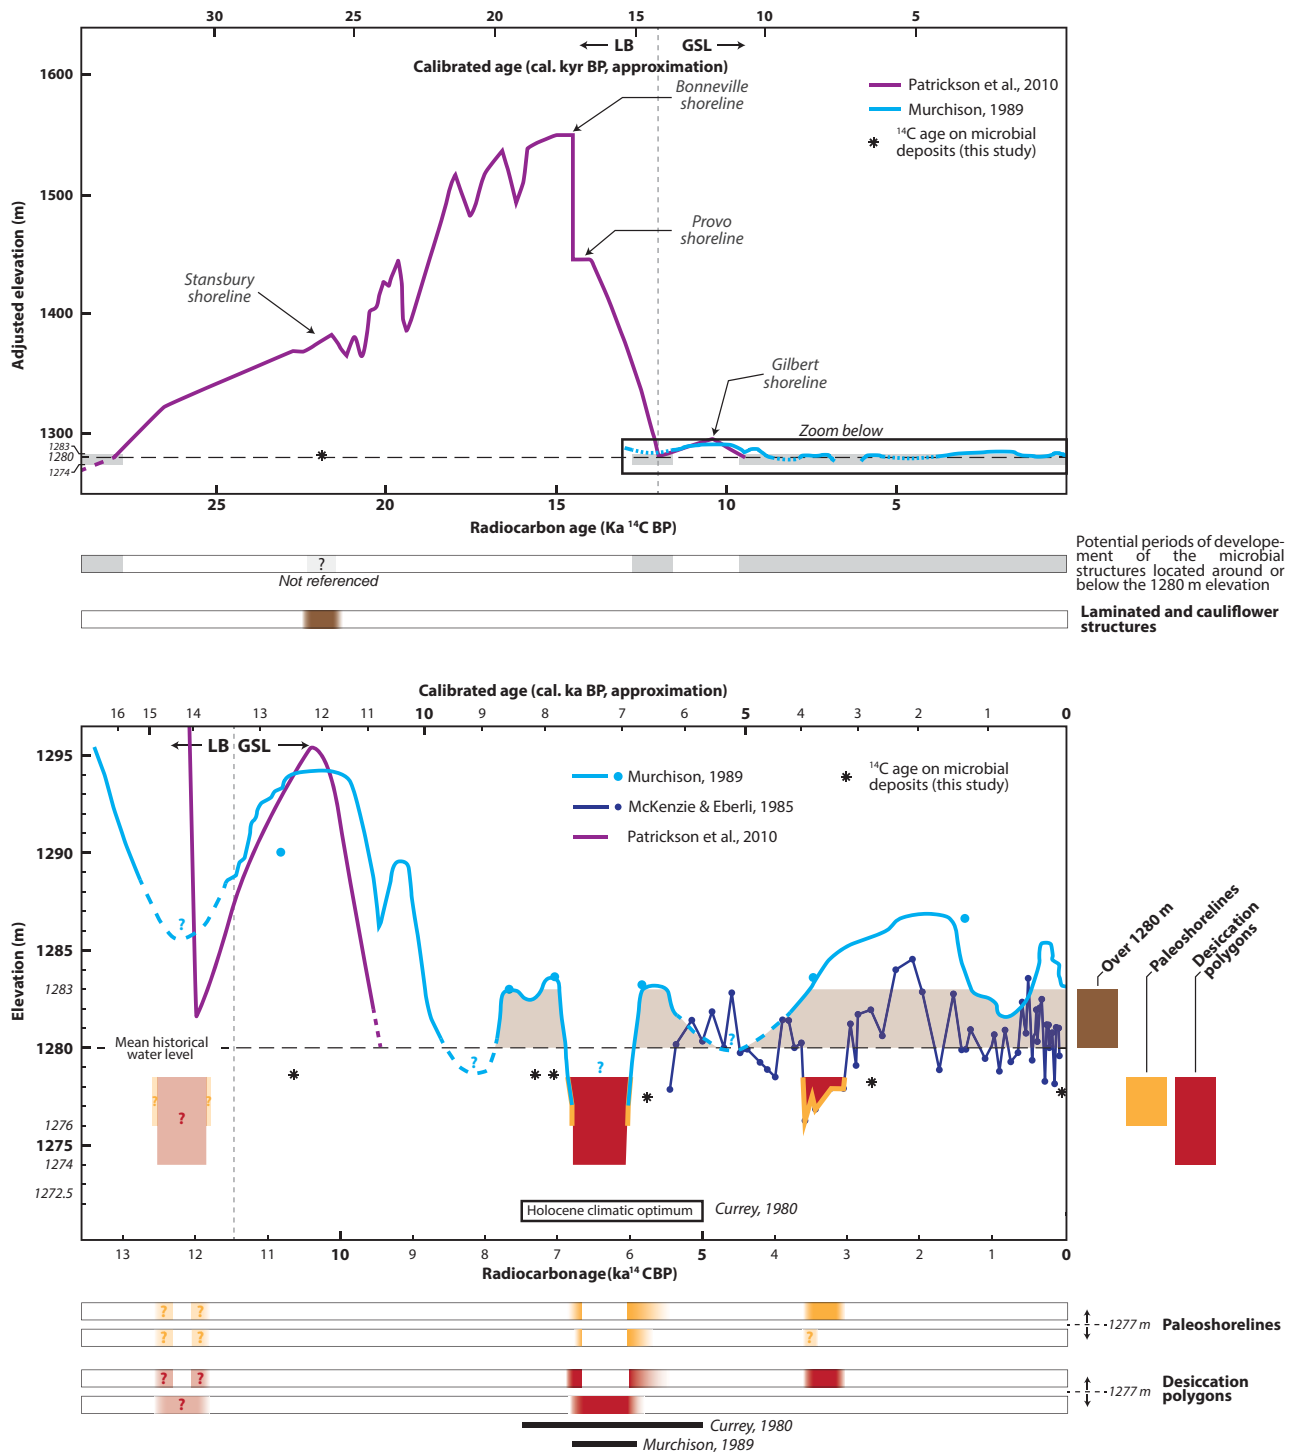 30
25
20
17
15
14
12
11
10
5
LB
GSL
Calibrated age (cal. kyr BP, approximation)
1600
1500
1400
1300
1283
1280
1274
Adjusted elevation (m)
Bonneville
shoreline
Patrickson et al., 2010
Murchison, 1989
14C age on microbial
deposits (this study)
Provo
shoreline
Stansbury
shoreline
Gilbert
shoreline
Zoom below
25
20
15
10
5
Radiocarbon age (Ka 14C BP)
?
Not referenced
Potential periods of develope-
ment of the microbial
structures located around or
below the 1280 m elevation
Laminated and cauliflower
structures
Calibrated age (cal. ka BP, approximation)
16
15
14
13
12
11
10
9
8
7
6
5
4
3
2
1
0
LB
GSL
1295
1290
1285
1283
1280
1276
1275
1274
1272.5
Elevation (m)
Murchison, 1989
McKenzie & Eberli, 1985
Patrickson et al., 2010
14C age on microbial
deposits (this study)
?
?
?
?
Mean historical
water level
?
?
?
Over 1280 m
Paleoshorelines
Desiccation
polygons
Holocene climatic optimum
Currey, 1980
13
12
11
10
9
8
7
6
5
4
3
2
1
0
Radiocarbon age (ka14 CBP)
?
?
?
?
?
1277 m
Paleoshorelines
?
?
?
1277 m
Desiccation
polygons
Currey, 1980
Murchison, 1989